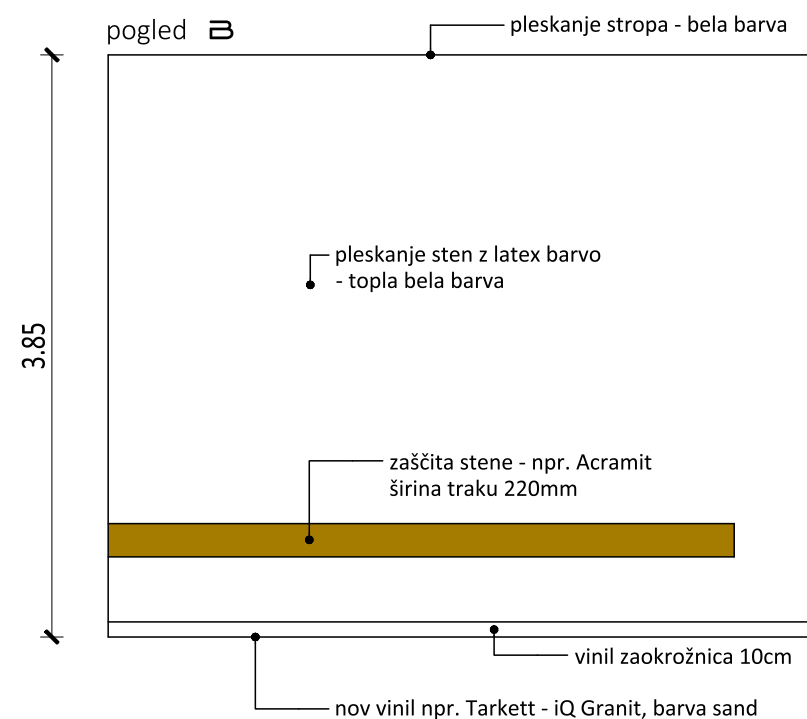 pogled B
pleskanje stropa - bela barva
pleskanje sten z latex barvo
- topla bela barva
3.85
zaščita stene - npr. Acramit
širina traku 220mm
vinil zaokrožnica 10cm
nov vinil npr. Tarkett - iQ Granit, barva sand